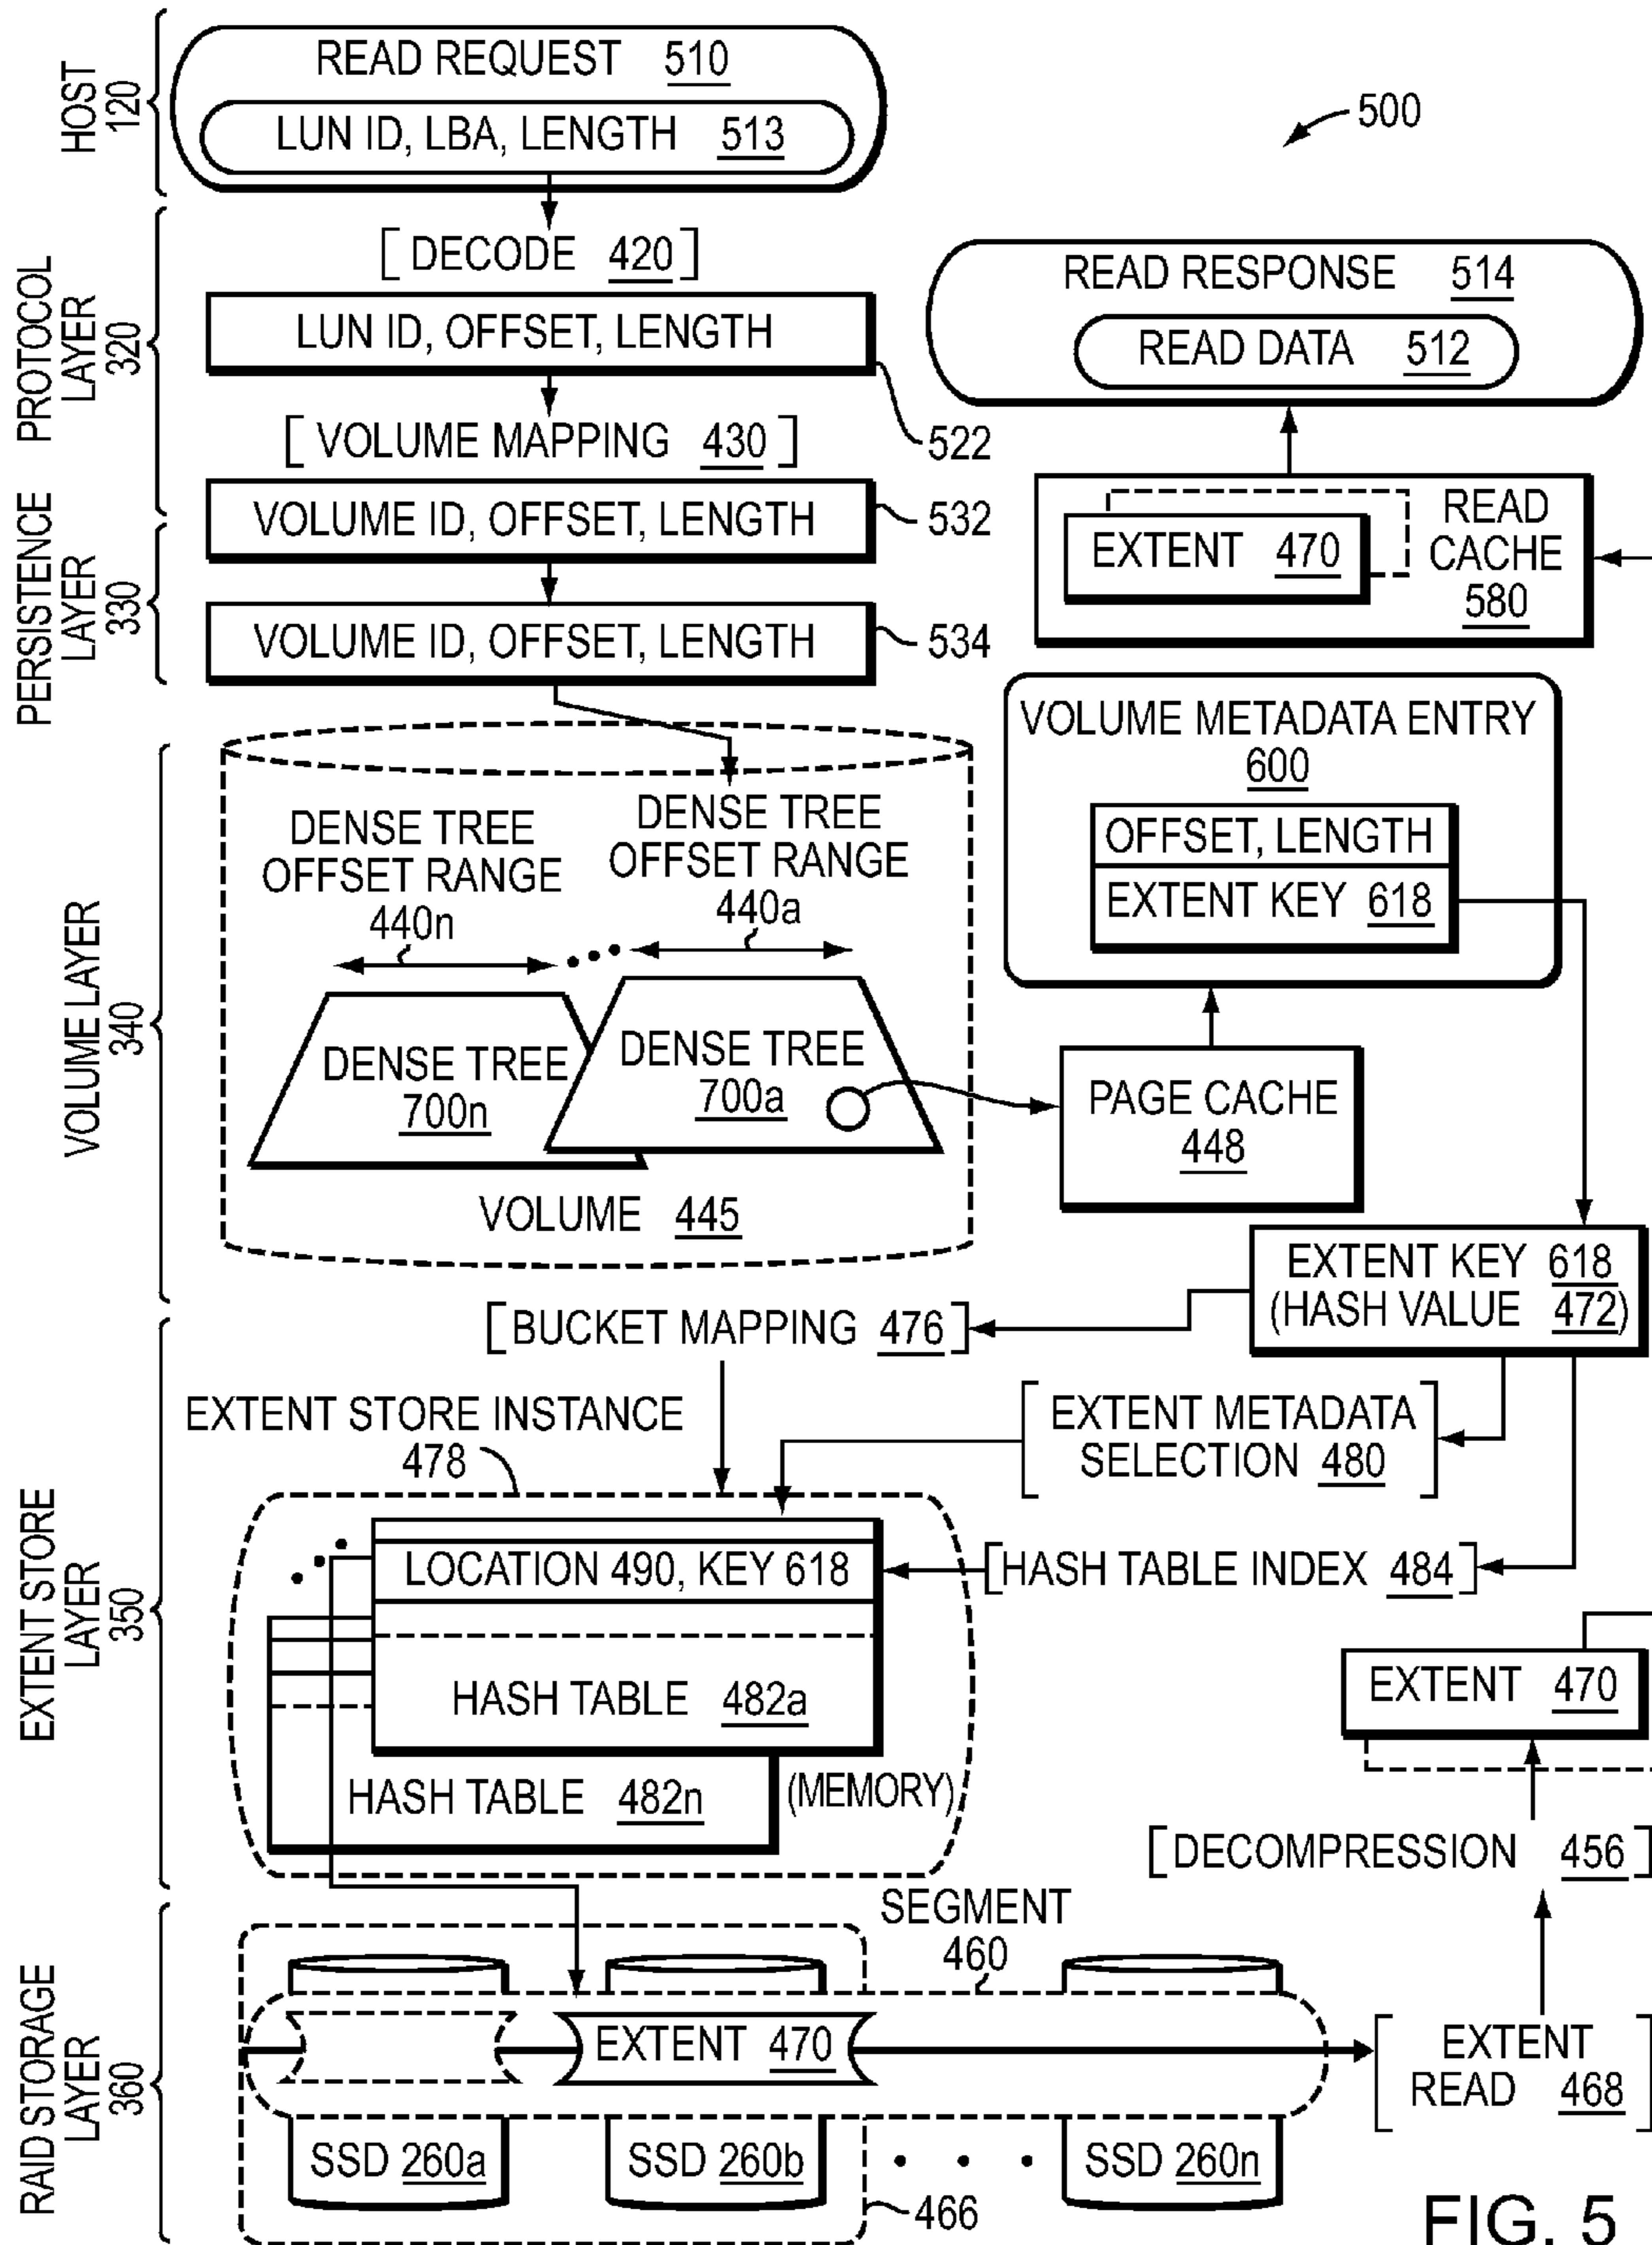 HOST
120
READ REQUEST 510
LUN ID, LBA, LENGTH 513
500
PROTOCOL
LAYER
320
[DECODE 420]
LUN ID, OFFSET, LENGTH
522
[VOLUME MAPPING 430]
VOLUME ID, OFFSET, LENGTH
532
READ RESPONSE 514
READ DATA 512
EXTENT 470
READ
CACHE
580
PERSISTENCE
LAYER
330
VOLUME ID, OFFSET, LENGTH
534
VOLUME LAYER
340
DENSE TREE
OFFSET RANGE
440n
DENSE TREE
OFFSET RANGE
440a
DENSE TREE
700n
DENSE TREE
700a
VOLUME 445
VOLUME METADATA ENTRY
600
OFFSET, LENGTH
EXTENT KEY 618
PAGE CACHE
448
EXTENT KEY 618
(HASH VALUE 472)
EXTENT STORE
LAYER
350
[BUCKET MAPPING 476]
EXTENT STORE INSTANCE
478
[EXTENT METADATA
SELECTION 480]
LOCATION 490, KEY 618
[HASH TABLE INDEX 484]
HASH TABLE 482a
HASH TABLE 482n
(MEMORY)
EXTENT 470
[DECOMPRESSION 456]
RAID STORAGE
LAYER
360
SEGMENT
460
EXTENT 470
[EXTENT
READ 468]
SSD 260a
SSD 260b
. . .
SSD 260n
466
FIG. 5